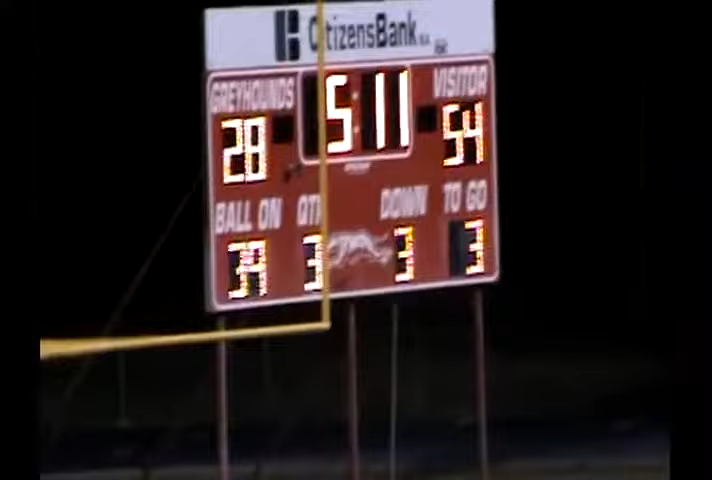 CitizensBank
GREYHOUNDS 5:11 VISITOR
28 54
BALL ON QTR DOWN TO GO
39 3 3 3